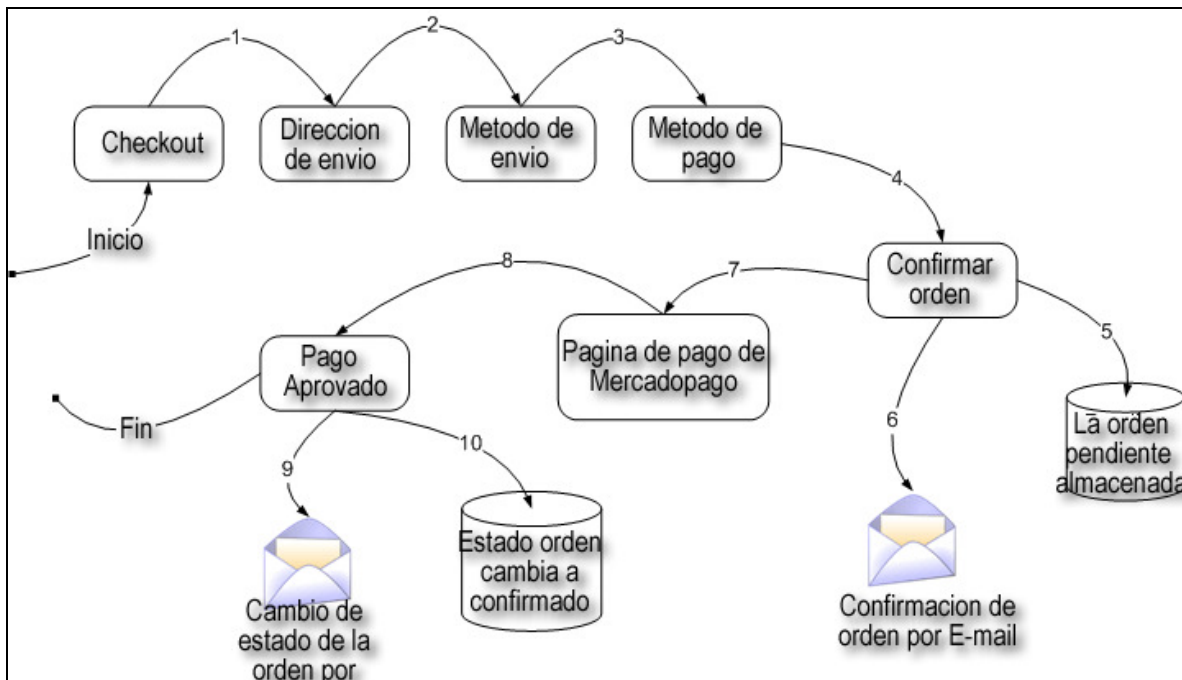 1
2
3
Checkout
Direccion
de envio
Metodo de
envio
Metodo de
pago
4
Inicio
8
7
Confirmar
orden
5
Pago
Aprovado
Pagina de pago de
Mercadopago
Fin
6
La orden
pendiente
almacenada
9
10
Estado orden
cambia a
confirmado
Cambio de
estado de la
orden por
Confirmacion de
orden por E-mail